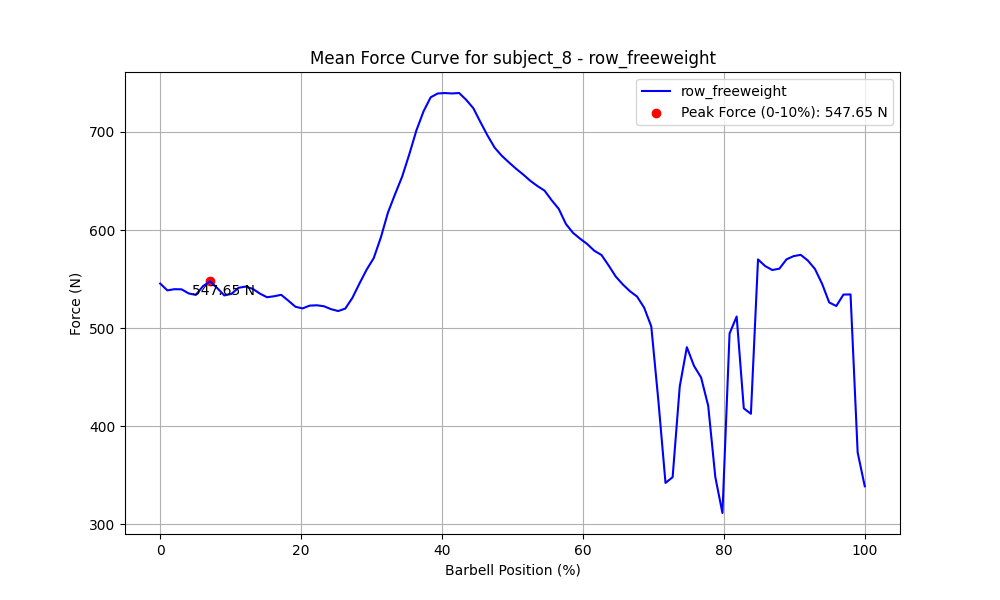 Mean Force Curve for subject_8 - row_freeweight
row_freeweight
Peak Force (0-10%): 547.65 N
547.65 N
Force (N)
700
600
500
400
300
0 20 40 60 80 100
Barbell Position (%)